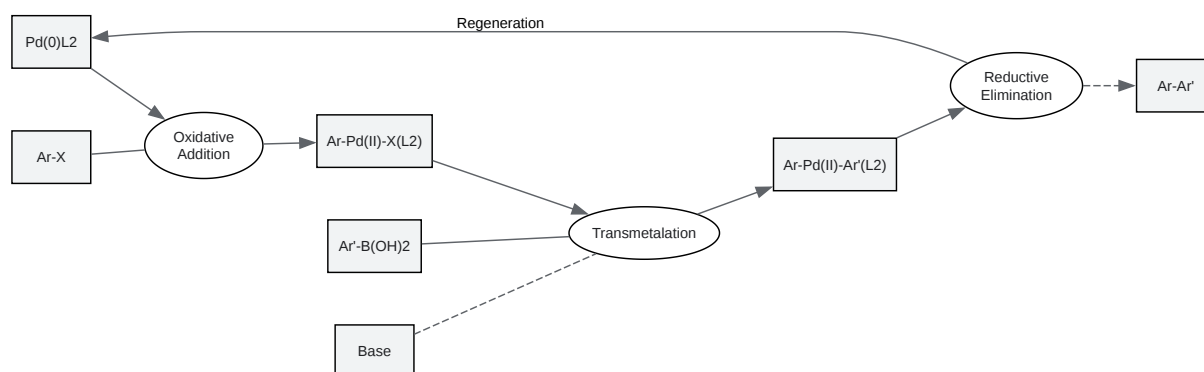 Regeneration
Pd(0)L2
Reductive
Elimination
Ar-Ar'
Oxidative
Addition
Ar-X
Ar-Pd(II)-X(L2)
Ar-Pd(II)-Ar'(L2)
Ar'-B(OH)2
Transmetalation
Base